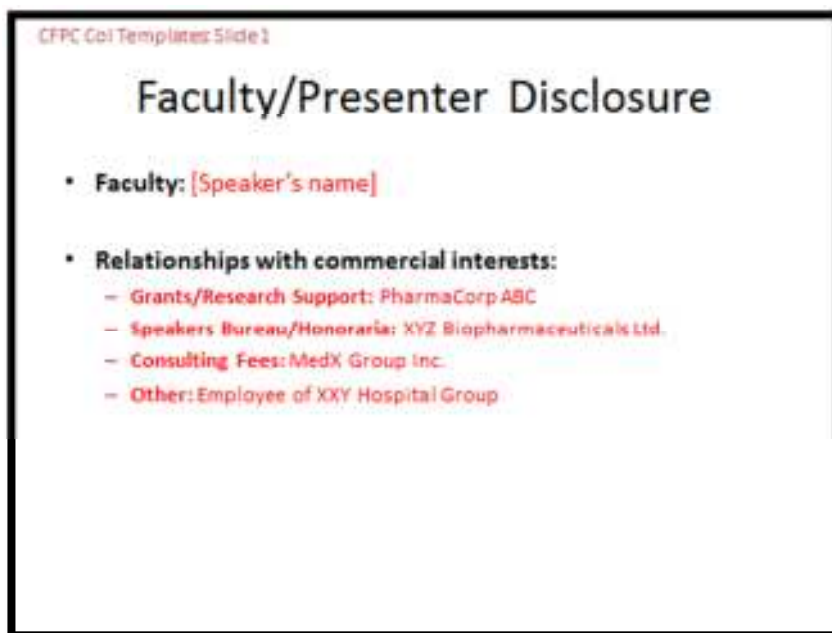 CFPC CoI Templates: Slide 1
Faculty/Presenter Disclosure
• Faculty: [Speaker's name]
• Relationships with commercial interests:
– Grants/Research Support: PharmaCorp ABC
– Speakers Bureau/Honoraria: XYZ Biopharmaceuticals Ltd.
– Consulting Fees: MedX Group Inc.
– Other: Employee of XXY Hospital Group